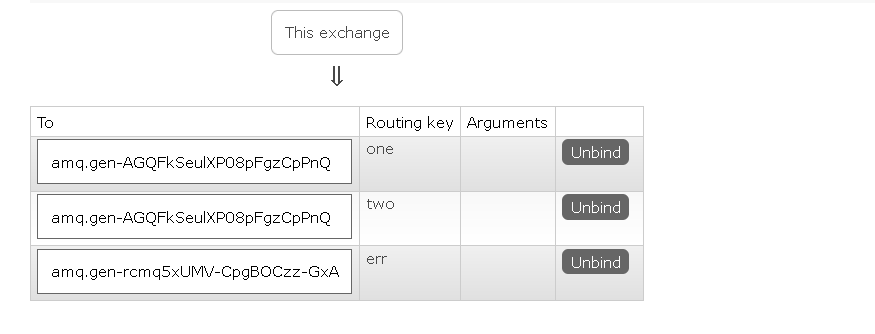 This exchange
⇓
To Routing key Arguments
amq.gen-AGQFkSeulXP08pFgzCpPnQ one Unbind
amq.gen-AGQFkSeulXP08pFgzCpPnQ two Unbind
amq.gen-rcmq5xUMV-CpgBOCzz-GxA err Unbind